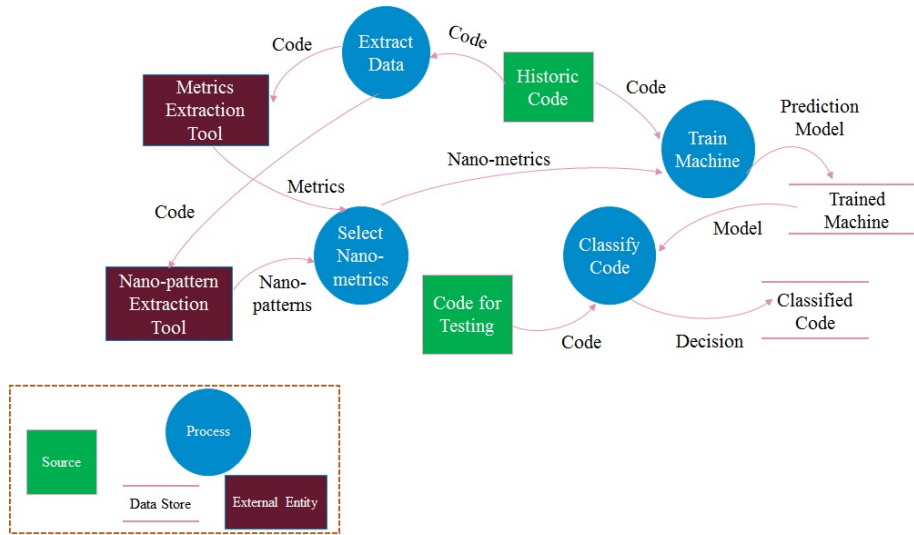 Code
Extract
Data
Code
Historic
Code
Code
Metrics
Extraction
Tool
Prediction
Model
Train
Machine
Nano-metrics
Metrics
Code
Trained
Machine
Model
Select
Nano-
metrics
Classify
Code
Nano-pattern
Extraction
Tool
Nano-
patterns
Code for
Testing
Classified
Code
Code
Decision
Process
Source
Data Store
External Entity